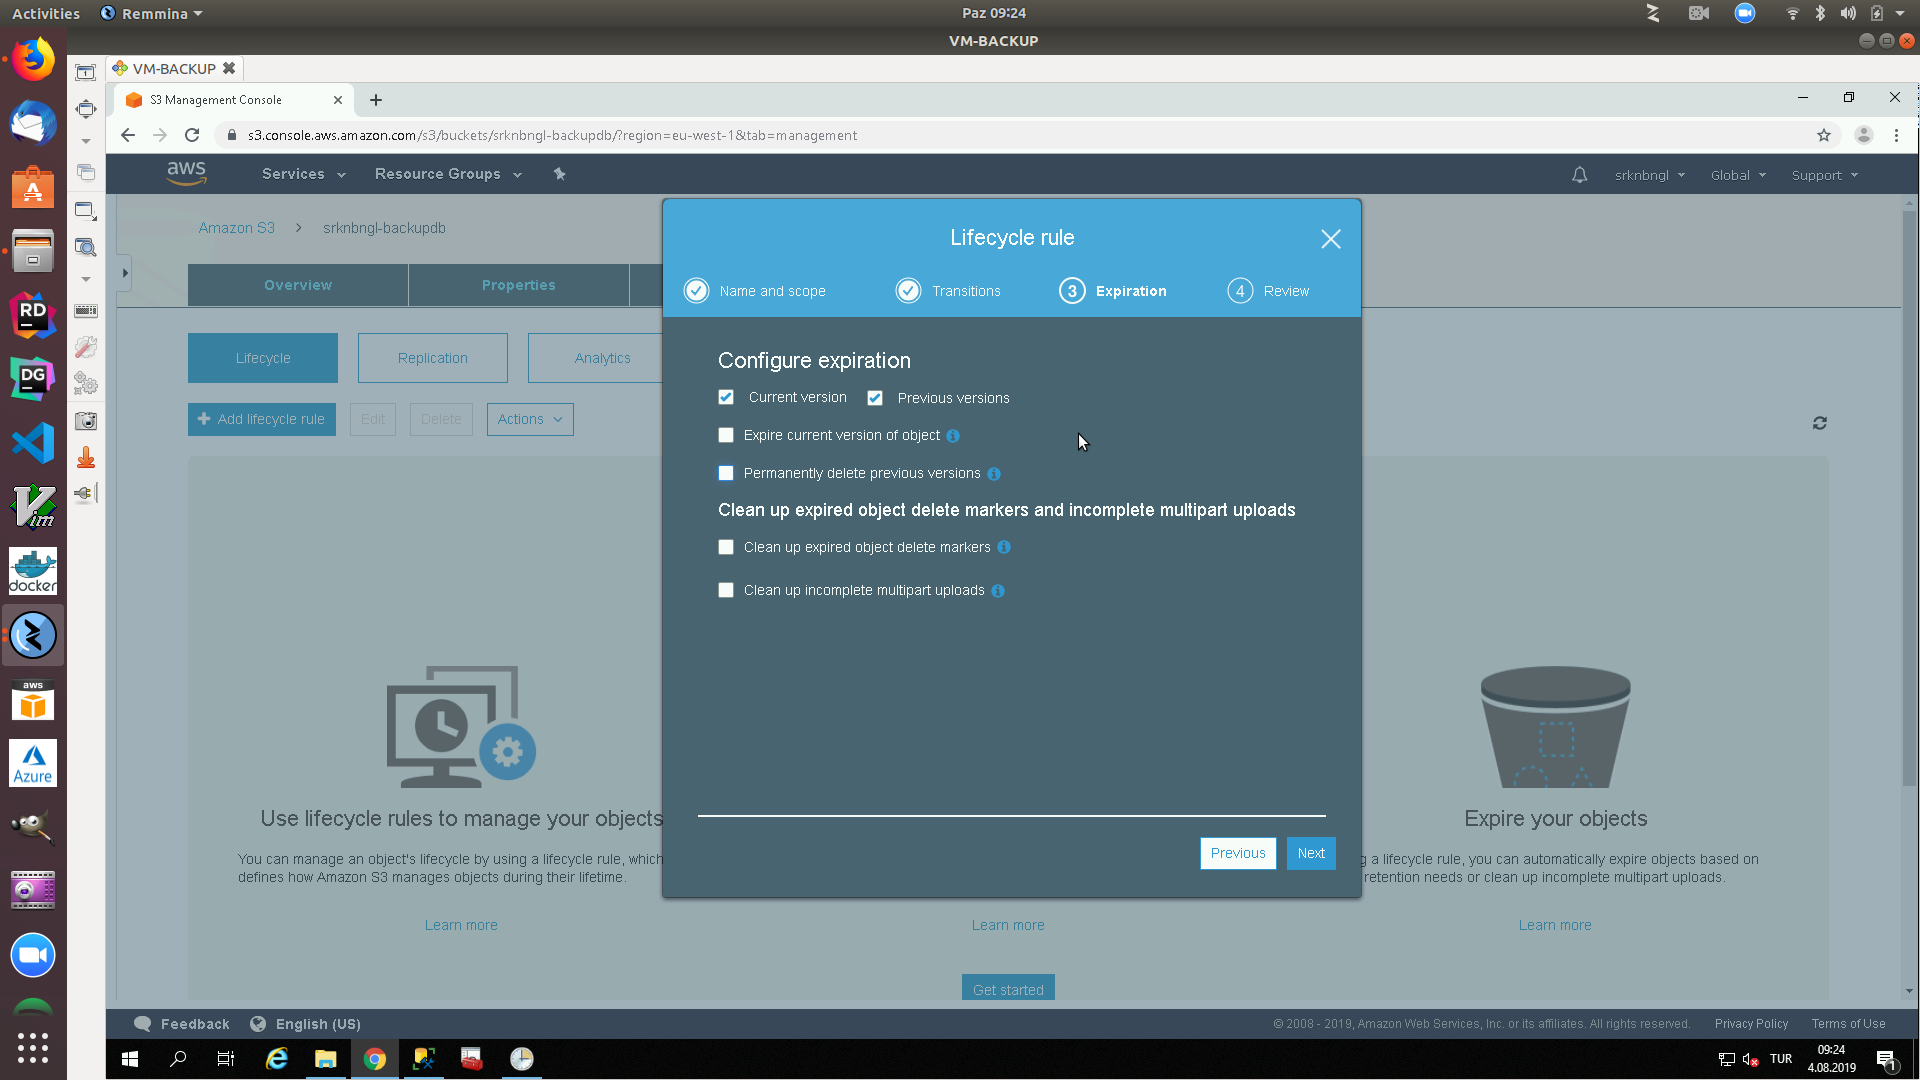 Activities
Remmina
Paz 09:24
VM-BACKUP
VM-BACKUP
S3 Management Console
s3.console.aws.amazon.com/s3/buckets/srknbngl-backupdb/?region=eu-west-1&tab=management
aws
Services
Resource Groups
srknbngl
Global
Support
Amazon S3
srknbngl-backupdb
Lifecycle rule
Name and scope
Transitions
3
Expiration
4
Review
Overview
Properties
Lifecycle
Replication
Analytics
Add lifecycle rule
Edit
Delete
Actions
Configure expiration
Current version
Previous versions
Expire current version of object
Permanently delete previous versions
Clean up expired object delete markers and incomplete multipart uploads
Clean up expired object delete markers
Clean up incomplete multipart uploads
Previous
Next
Use lifecycle rules to manage your objects
You can manage an object's lifecycle by using a lifecycle rule, which
defines how Amazon S3 manages objects during their lifetime.
Learn more
Learn more
Get started
Expire your objects
g a lifecycle rule, you can automatically expire objects based on
retention needs or clean up incomplete multipart uploads.
Learn more
Feedback
English (US)
© 2008 - 2019, Amazon Web Services, Inc. or its affiliates. All rights reserved.
Privacy Policy
Terms of Use
RD
DG
Vim
docker
aws
Azure
TUR
09:24
4.08.2019
1